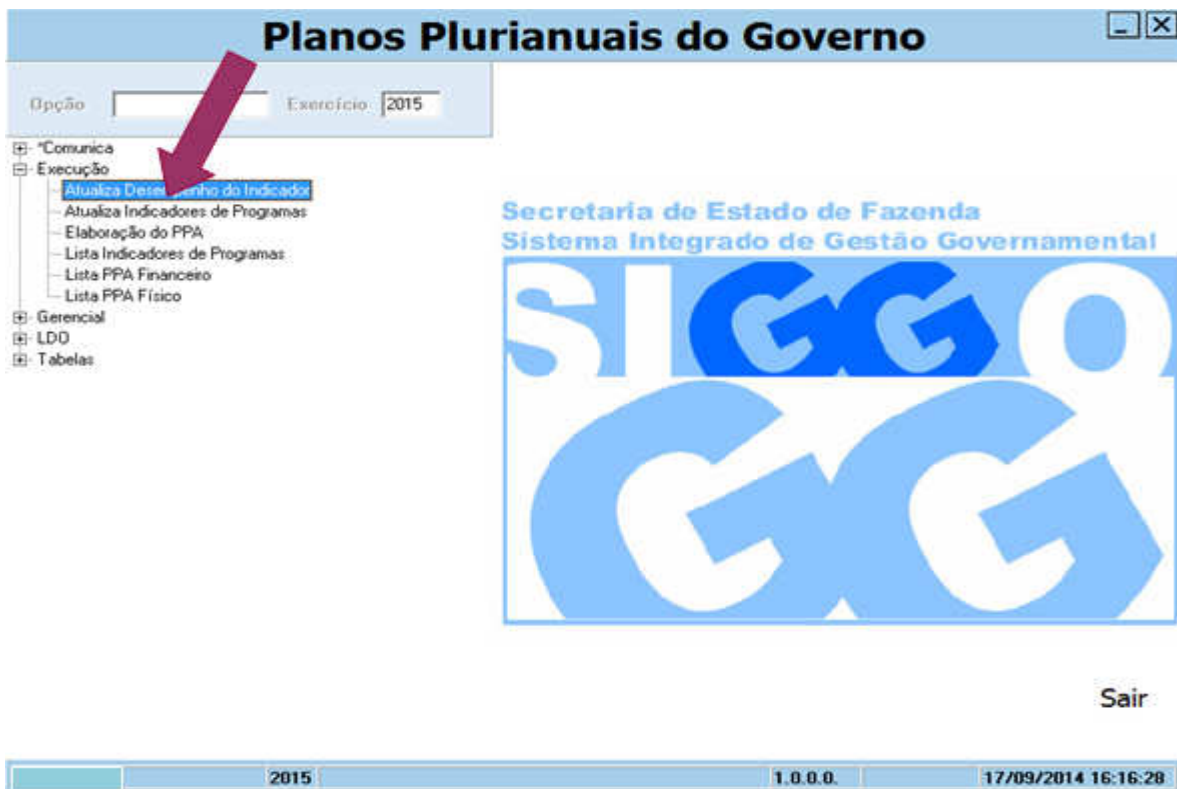 Planos Plurianuais do Governo
Opção
Exercício 2015
*Comunica
Execução
Atualiza Desempenho do Indicador
Atualiza Indicadores de Programas
Elaboração do PPA
Lista Indicadores de Programas
Lista PPA Financeiro
Lista PPA Físico
Gerencial
LDO
Tabelas
Secretaria de Estado de Fazenda
Sistema Integrado de Gestão Governamental
SIGGO
GG
Sair
2015 1.0.0.0. 17/09/2014 16:16:28